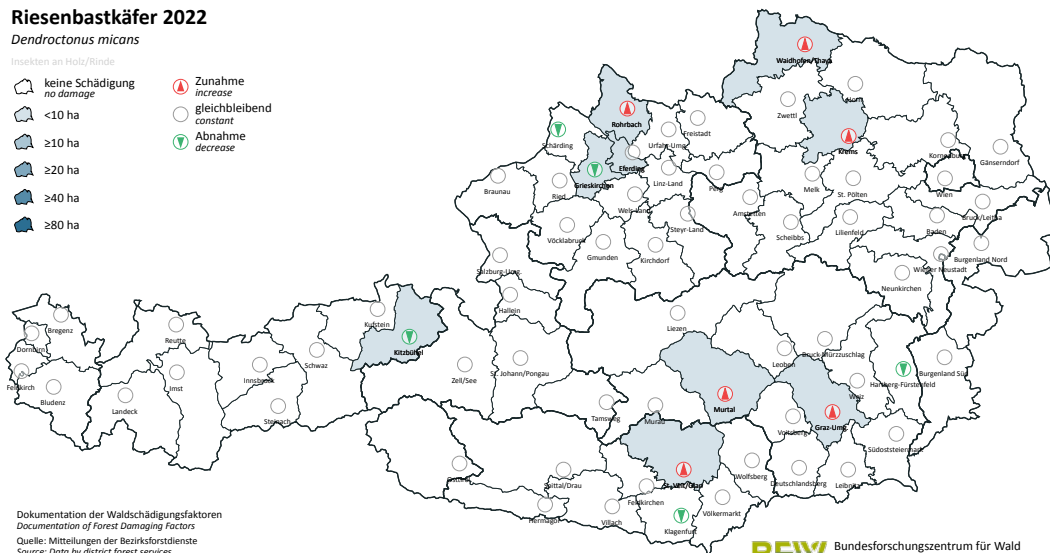 Riesenbastkäfer 2022
Dendroctonus micans
Insekten an Holz/Rinde
keine Schädigung
no damage
<10 ha
≥10 ha
≥20 ha
≥40 ha
≥80 ha
Zunahme
increase
gleichbleibend
constant
Abnahme
decrease
Waidhofen/Thaya
Horn
Zwettl
Krems
Korneuburg
Gänserndorf
Rohrbach
Freistadt
Urfahr-Umg.
Schärding
Eferding
Grieskirchen
Linz-Land
Perg
Melk
St. Pölten
Wien
Braunau
Ried
Wels-Land
Steyr-Land
Amstetten
Scheibbs
Lilienfeld
Baden
Bruck/Leitha
Vöcklabruck
Gmunden
Kirchdorf
Salzburg-Umg.
Wiener Neustadt
Burgenland Nord
Neunkirchen
Hallein
Bregenz
Dornbirn
Feldkirch
Bludenz
Reutte
Imst
Landeck
Innsbruck
Steinach
Schwaz
Kufstein
Kitzbühel
Zell/See
St. Johann/Pongau
Liezen
Leoben
Bruck-Mürzzuschlag
Hartberg-Fürstenfeld
Burgenland Süd
Weiz
Tamsweg
Murau
Murtal
Graz-Umg.
Voitsberg
Südoststeiermark
Deutschlandsberg
Leibnitz
Osttirol
Spittal/Drau
Hermagor
Villach
Feldkirchen
St. Veit/Glan
Klagenfurt
Völkermarkt
Wolfsberg
Dokumentation der Waldschädigungsfaktoren
Documentation of Forest Damaging Factors
Quelle: Mitteilungen der Bezirksforstdienste
Source: Data by district forest services
BFW
Bundesforschungszentrum für Wald